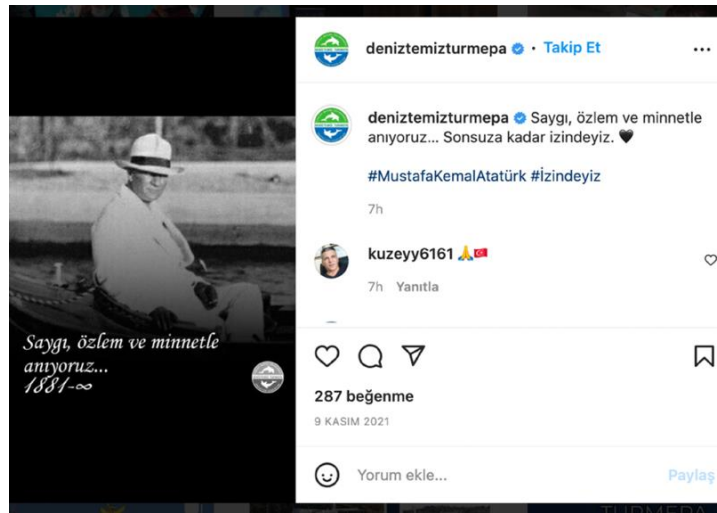 deniztemizturmepa • Takip Et
deniztemizturmepa Saygı, özlem ve minnetle
anıyoruz... Sonsuza kadar izindeyiz. 🖤
#MustafaKemalAtatürk #İzindeyiz
7h
kuzeyy6161 🙏🇹🇷
7h Yanıtla
Saygı, özlem ve minnetle
anıyoruz...
1881-∞
287 beğenme
9 KASIM 2021
Yorum ekle...
Paylaş
TURMEPA